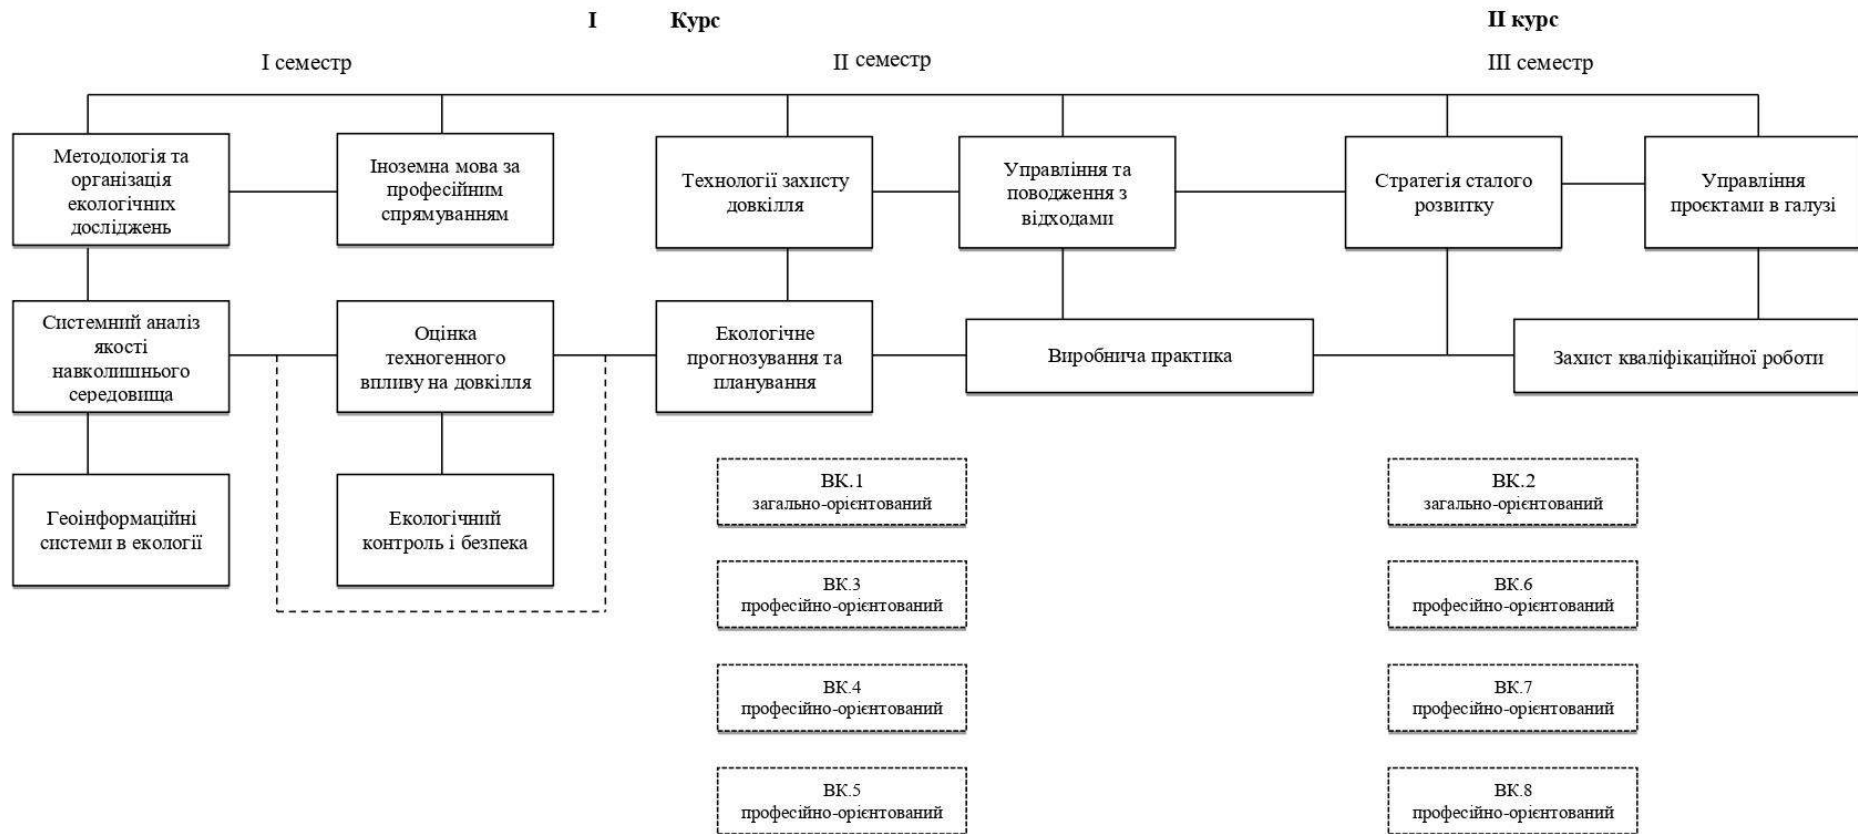 І Курс
ІІ курс
І семестр
ІІ семестр
ІІІ семестр
Методологія та
організація
екологічних
досліджень
Іноземна мова за
професійним
спрямуванням
Технології захисту
довкілля
Управління та
поводження з
відходами
Стратегія сталого
розвитку
Управління
проєктами в галузі
Системний аналіз
якості
навколишнього
середовища
Оцінка
техногенного
впливу на довкілля
Екологічне
прогнозування та
планування
Виробнича практика
Захист кваліфікаційної роботи
Геоінформаційні
системи в екології
Екологічний
контроль і безпека
ВК.1
загально-орієнтований
ВК.2
загально-орієнтований
ВК.3
професійно-орієнтований
ВК.6
професійно-орієнтований
ВК.4
професійно-орієнтований
ВК.7
професійно-орієнтований
ВК.5
професійно-орієнтований
ВК.8
професійно-орієнтований